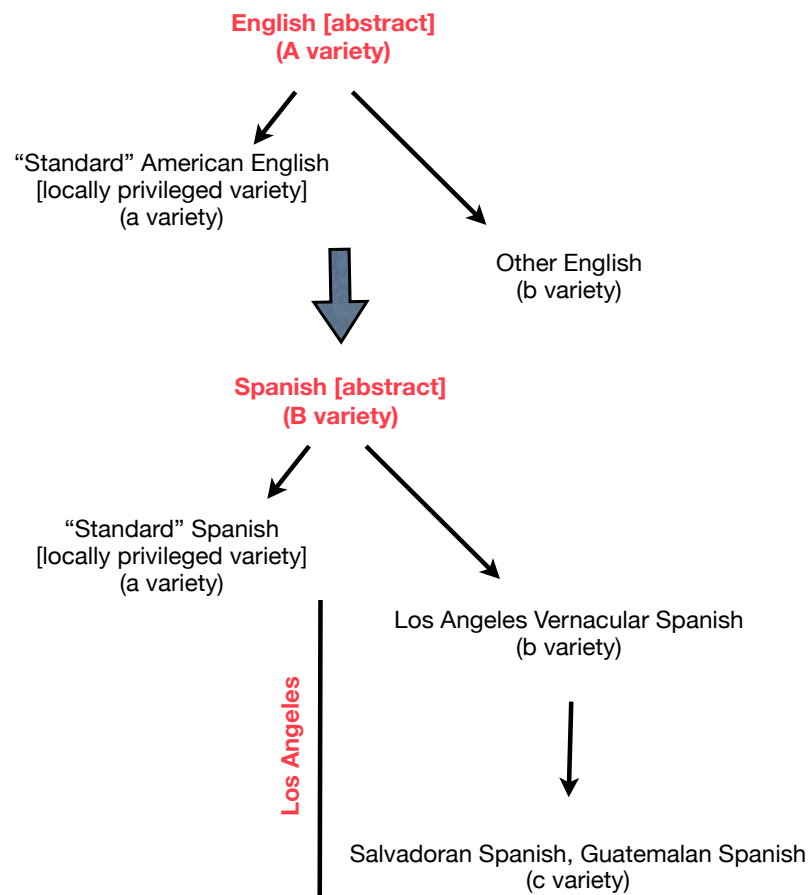 English [abstract]
(A variety)
“Standard” American English
[locally privileged variety]
(a variety)
Other English
(b variety)
Spanish [abstract]
(B variety)
“Standard” Spanish
[locally privileged variety]
(a variety)
Los Angeles Vernacular Spanish
(b variety)
Los Angeles
Salvadoran Spanish, Guatemalan Spanish
(c variety)